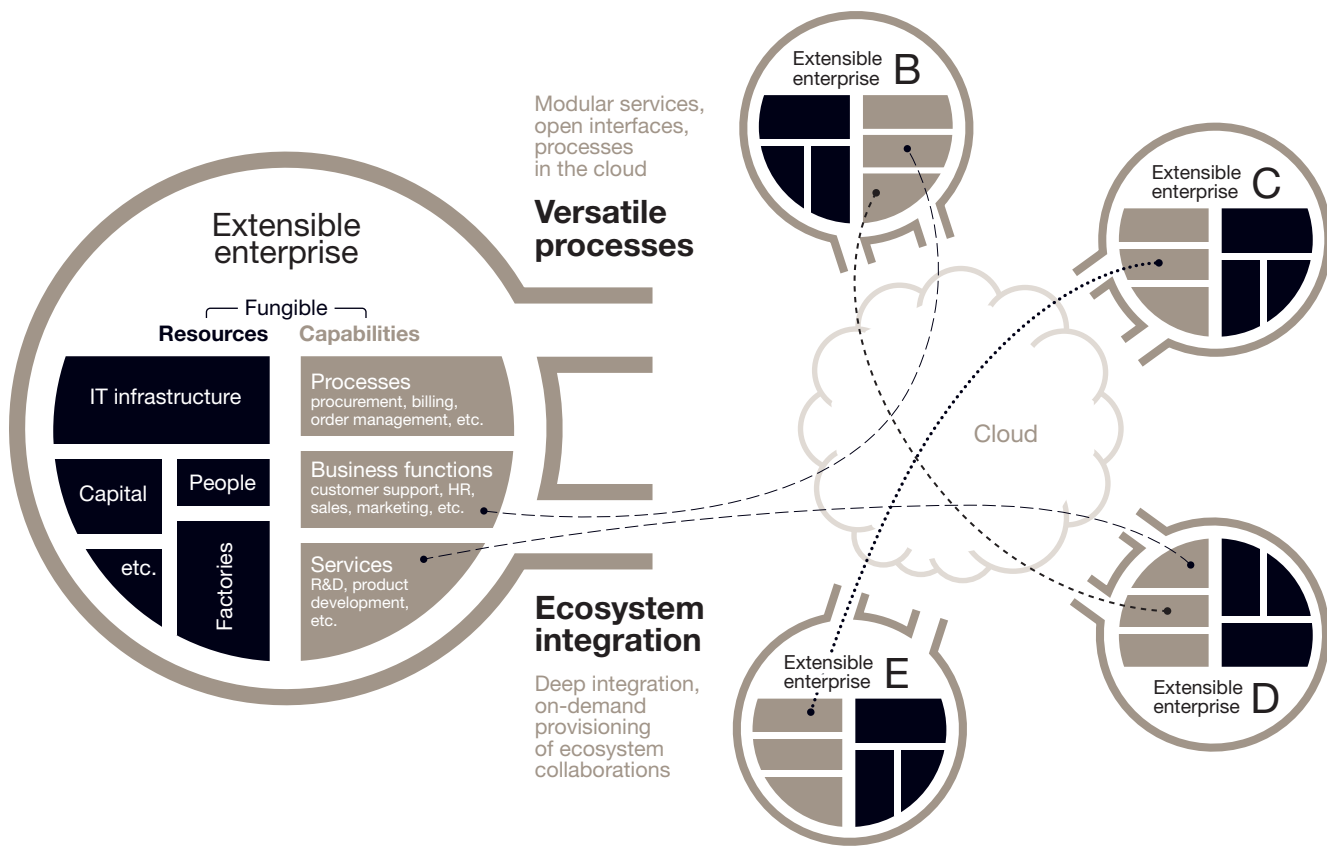 Extensible
enterprise
Fungible
Resources Capabilities
IT infrastructure
Capital
People
etc.
Factories
Processes
procurement, billing,
order management, etc.
Business functions
customer support, HR,
sales, marketing, etc.
Services
R&D, product
development,
etc.
Modular services,
open interfaces,
processes
in the cloud
Versatile
processes
Ecosystem
integration
Deep integration,
on-demand
provisioning
of ecosystem
collaborations
Extensible
enterprise B
Extensible
enterprise C
Cloud
Extensible
enterprise E
Extensible
enterprise D